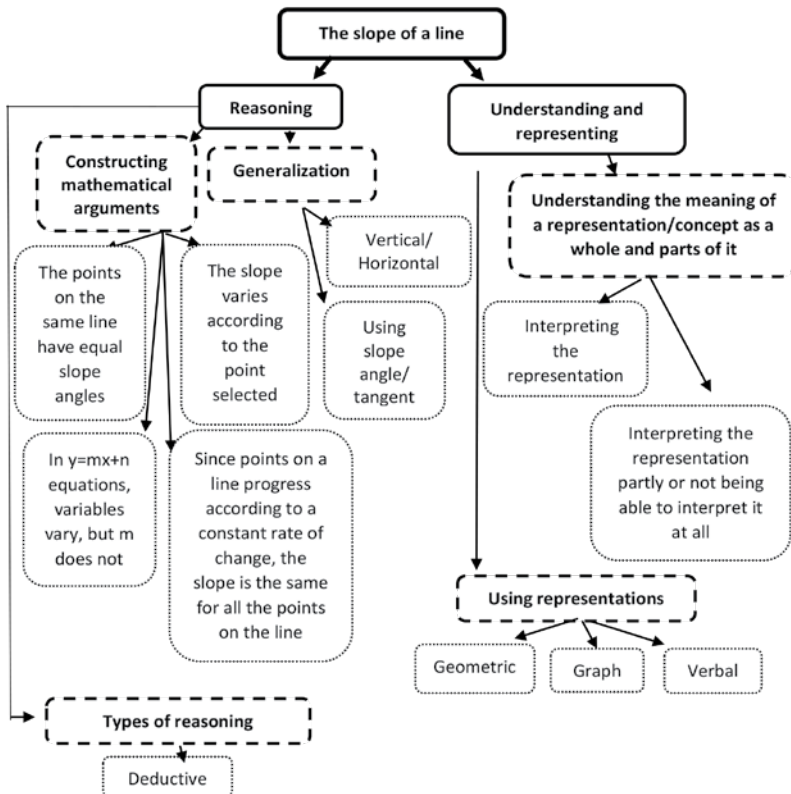 The slope of a line
Reasoning
Understanding and
representing
Constructing
mathematical
arguments
Generalization
Understanding the meaning of
a representation/concept as a
whole and parts of it
The points
on the
same line
have equal
slope
angles
The slope
varies
according
to the
point
selected
Vertical/
Horizontal
Using
slope
angle/
tangent
Interpreting
the
representation
Interpreting the
representation
partly or not being
able to interpret it
at all
In y=mx+n
equations,
variables
vary, but m
does not
Since points on a
line progress
according to a
constant rate of
change, the
slope is the same
for all the points
on the line
Using representations
Geometric
Graph
Verbal
Types of reasoning
Deductive